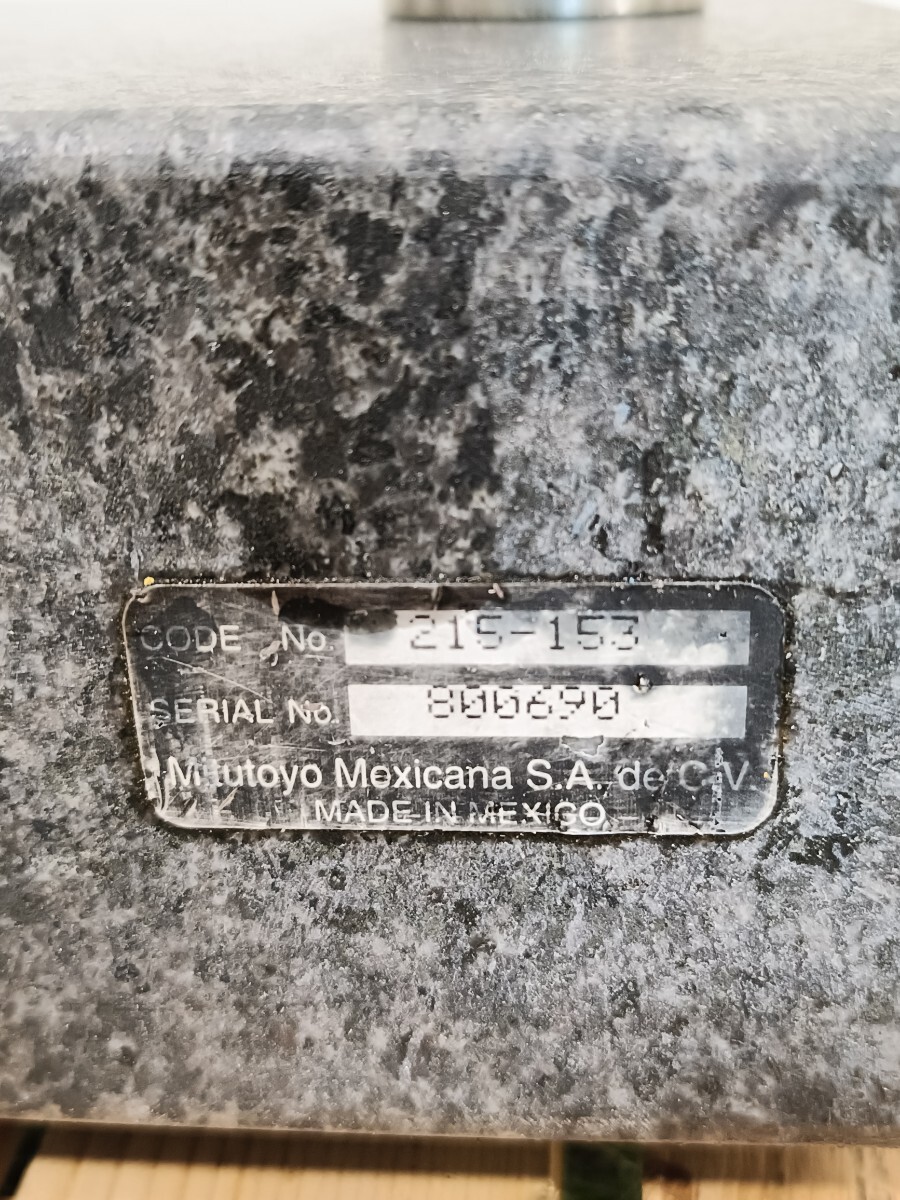 CODE No. 215-153
SERIAL No. 800690
Mitutoyo Mexicana S.A. de C.V.
MADE IN MEXICO